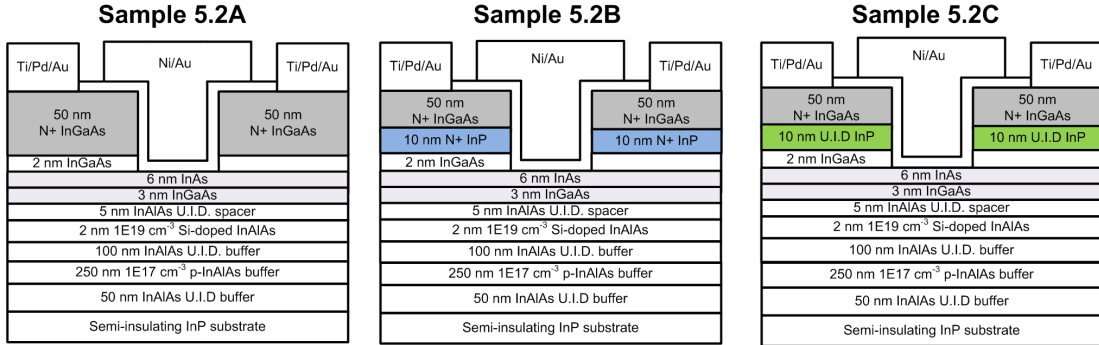 Sample 5.2A
Ti/Pd/Au
Ni/Au
Ti/Pd/Au
50 nm
N+ InGaAs
50 nm
N+ InGaAs
2 nm InGaAs
6 nm InAs
3 nm InGaAs
5 nm InAlAs U.I.D. spacer
2 nm 1E19 cm⁻³ Si-doped InAlAs
100 nm InAlAs U.I.D. buffer
250 nm 1E17 cm⁻³ p-InAlAs buffer
50 nm InAlAs U.I.D buffer
Semi-insulating InP substrate
Sample 5.2B
Ti/Pd/Au
Ni/Au
Ti/Pd/Au
50 nm
N+ InGaAs
50 nm
N+ InGaAs
10 nm N+ InP
10 nm N+ InP
2 nm InGaAs
6 nm InAs
3 nm InGaAs
5 nm InAlAs U.I.D. spacer
2 nm 1E19 cm⁻³ Si-doped InAlAs
100 nm InAlAs U.I.D. buffer
250 nm 1E17 cm⁻³ p-InAlAs buffer
50 nm InAlAs U.I.D buffer
Semi-insulating InP substrate
Sample 5.2C
Ti/Pd/Au
Ni/Au
Ti/Pd/Au
50 nm
N+ InGaAs
50 nm
N+ InGaAs
10 nm U.I.D InP
10 nm U.I.D InP
2 nm InGaAs
6 nm InAs
3 nm InGaAs
5 nm InAlAs U.I.D. spacer
2 nm 1E19 cm⁻³ Si-doped InAlAs
100 nm InAlAs U.I.D. buffer
250 nm 1E17 cm⁻³ p-InAlAs buffer
50 nm InAlAs U.I.D buffer
Semi-insulating InP substrate